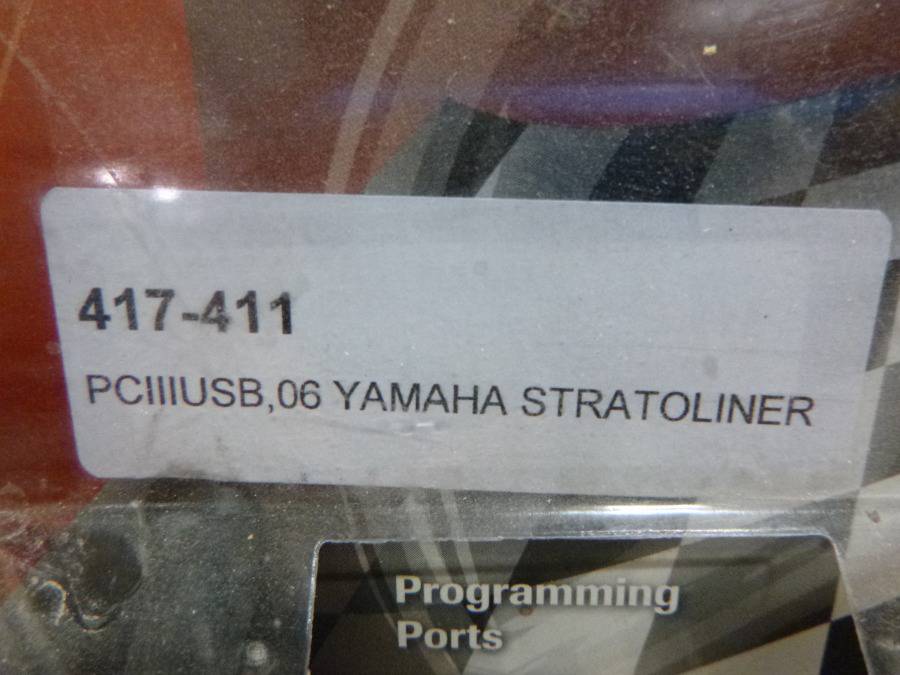 417-411
PCIIIUSB,06 YAMAHA STRATOLINER
Programming
Ports